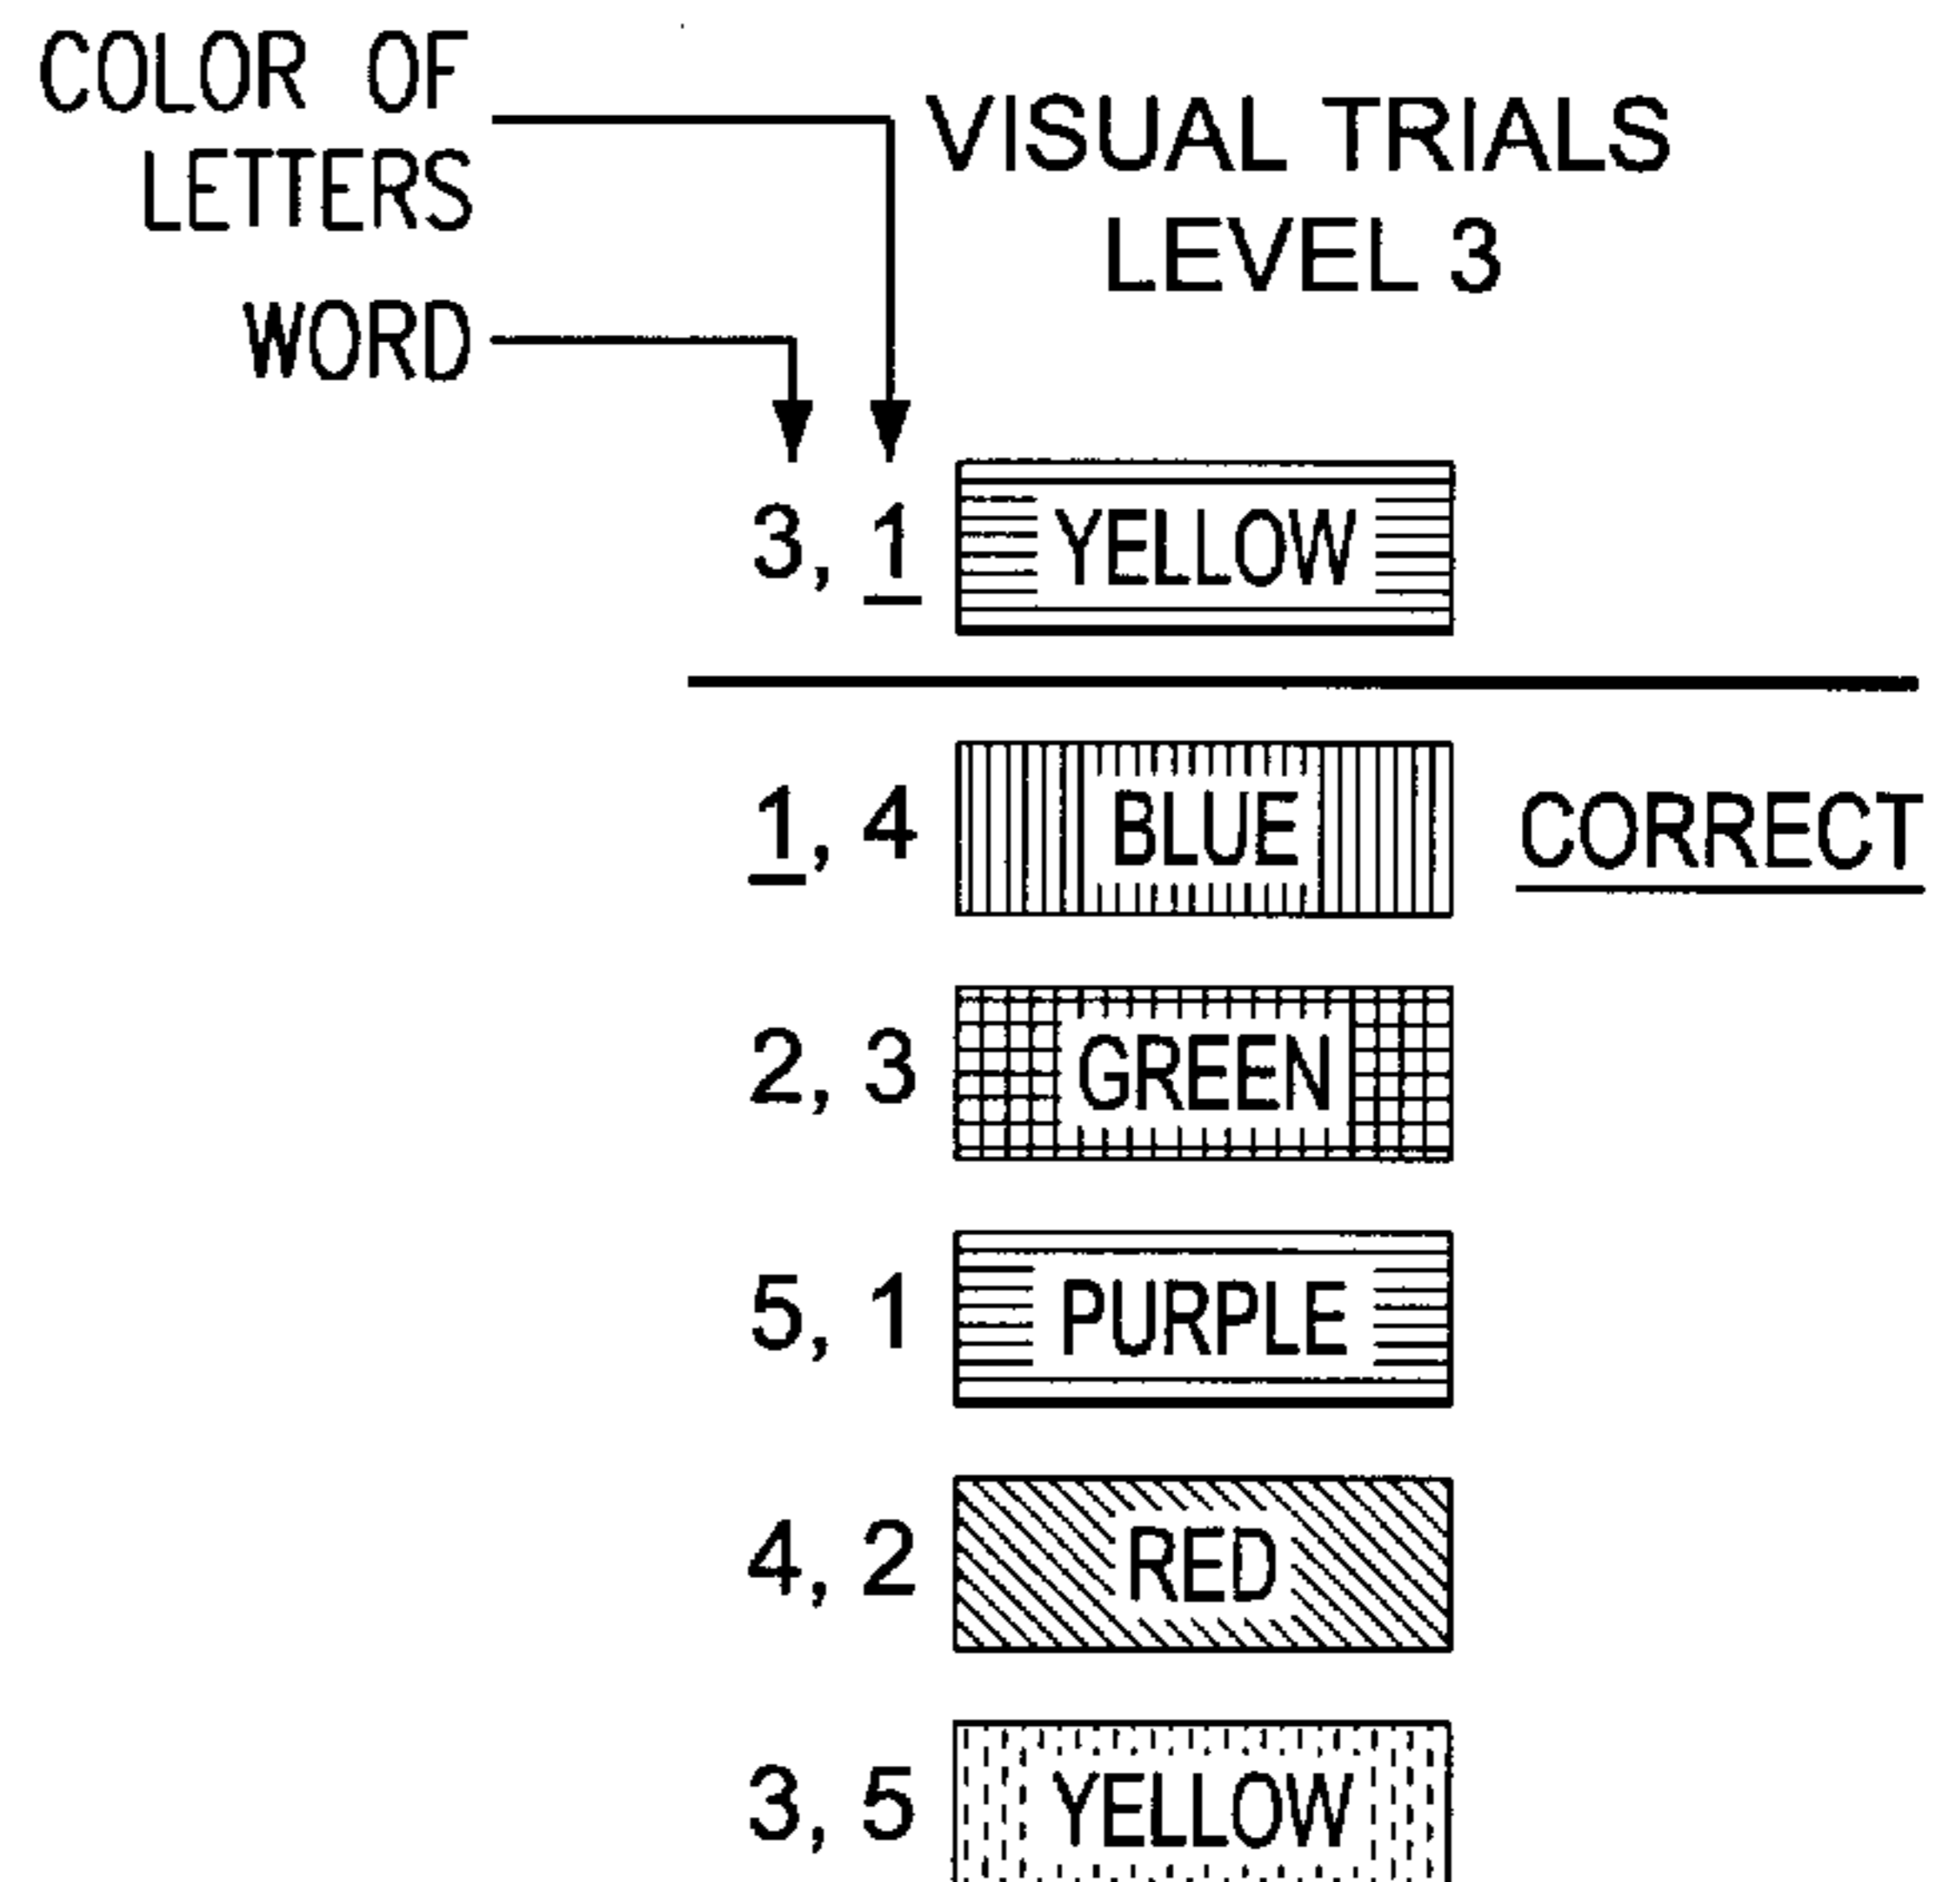 COLOR OF
LETTERS
WORD
VISUAL TRIALS
LEVEL 3
3, 1 YELLOW
1, 4 BLUE CORRECT
2, 3 GREEN
5, 1 PURPLE
4, 2 RED
3, 5 YELLOW